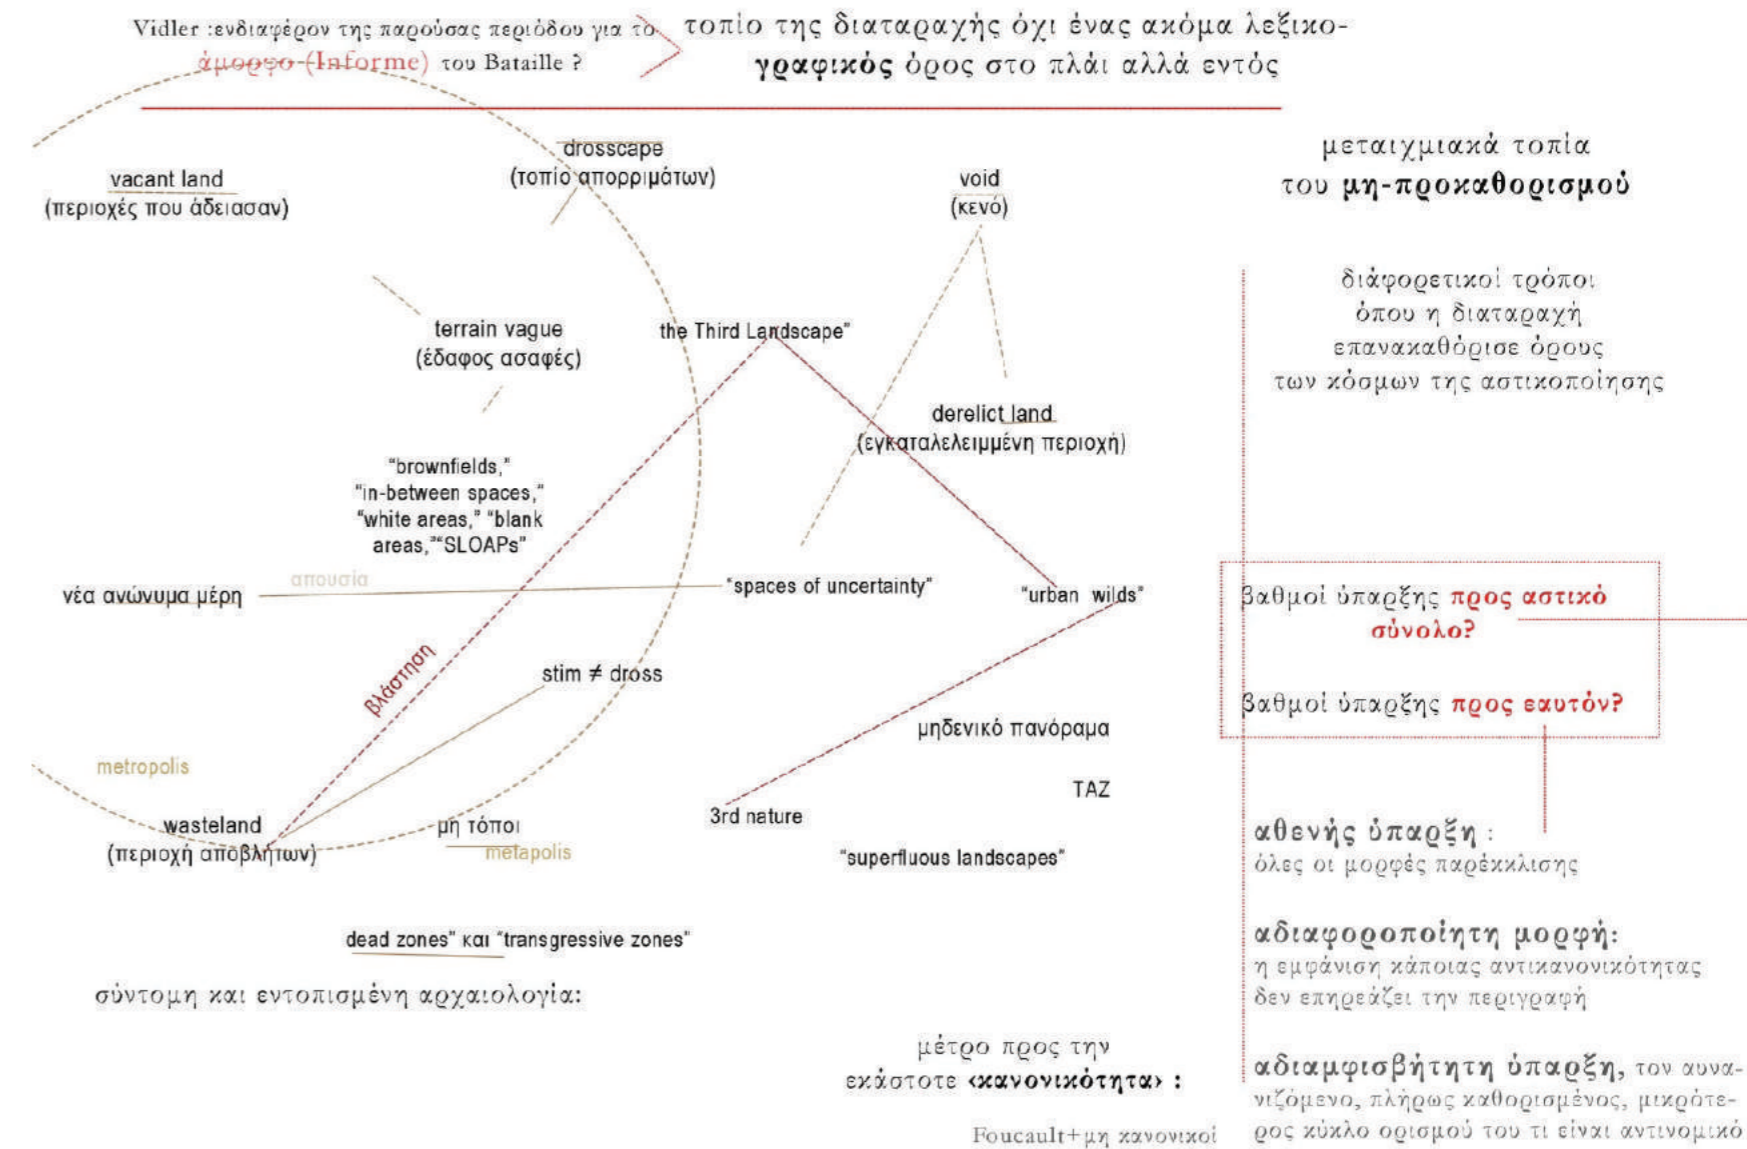 Vidler :ενδιαφέρον της παρούσας περιόδου για το
άμορφο (Informe) του Bataille ?
τοπίο της διαταραχής όχι ένας ακόμα λεξικο-
γραφικός όρος στο πλάι αλλά εντός
vacant land
(περιοχές που άδειασαν)
drosscape
(τοπίο απορριμάτων)
void
(κενό)
μεταιχμιακά τοπία
του μη-προκαθορισμού
terrain vague
(έδαφος ασαφές)
the Third Landscape"
διάφορετικοί τρόποι
όπου η διαταραχή
επανακαθόρισε όρους
των κόσμων της αστικοποίησης
derelict land
(εγκαταλελειμμένη περιοχή)
"brownfields,"
"in-between spaces,"
"white areas," "blank
areas,""SLOAPs"
νέα ανώνυμα μέρη
απουσία
"spaces of uncertainty"
"urban wilds"
βαθμοί ύπαρξης προς αστικό
σύνολο?
βλάστηση
stim ≠ dross
μηδενικό πανόραμα
βαθμοί ύπαρξης προς εαυτόν?
metropolis
TAZ
wasteland
(περιοχή αποβλήτων)
μη τόποι
metapolis
3rd nature
"superfluous landscapes"
αθενής ύπαρξη :
όλες οι μορφές παρέκκλισης
dead zones" και "transgressive zones"
σύντομη και εντοπισμένη αρχαιολογία:
αδιαφοροποίητη μορφή:
η εμφάνιση κάποιας αντικανονικότητας
δεν επηρεάζει την περιγραφή
μέτρο προς την
εκάστοτε ‹κανονικότητα› :
Foucault+μη κανονικοί
αδιαμφισβήτητη ύπαρξη, τον αυνα-
νιζόμενο, πλήρως καθορισμένος, μικρότε-
ρος κύκλο ορισμού του τι είναι αντινομικό